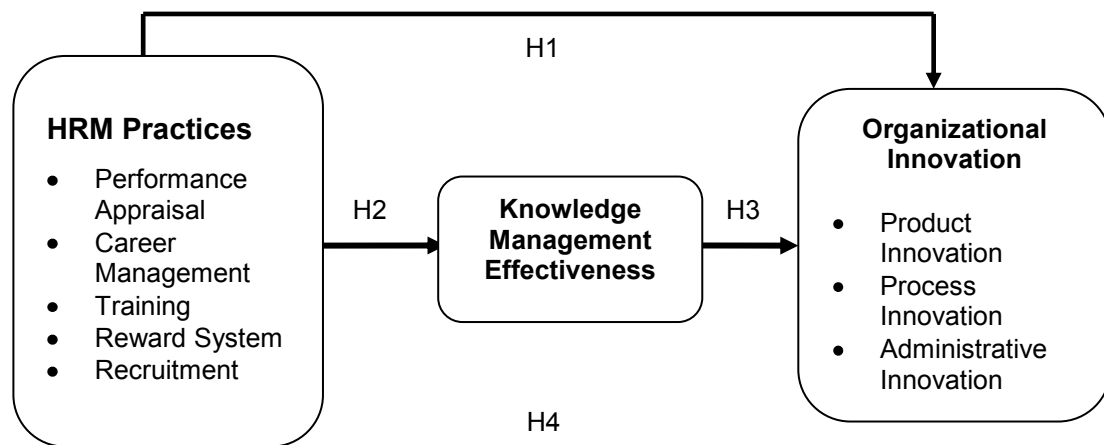 H1
HRM Practices
• Performance
Appraisal
• Career
Management
• Training
• Reward System
• Recruitment
H2
Knowledge
Management
Effectiveness
H3
Organizational
Innovation
• Product
Innovation
• Process
Innovation
• Administrative
Innovation
H4